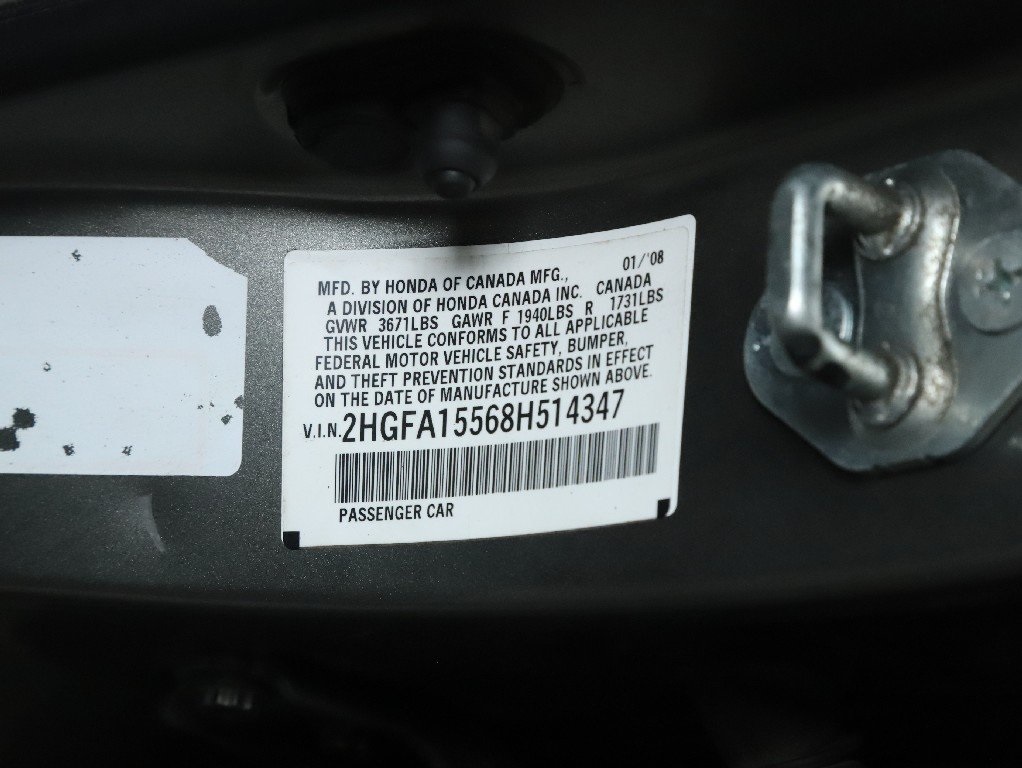 MFD. BY HONDA OF CANADA MFG., 01/'08
A DIVISION OF HONDA CANADA INC. CANADA
GVWR 3671LBS GAWR F 1940LBS R 1731LBS
THIS VEHICLE CONFORMS TO ALL APPLICABLE
FEDERAL MOTOR VEHICLE SAFETY, BUMPER,
AND THEFT PREVENTION STANDARDS IN EFFECT
ON THE DATE OF MANUFACTURE SHOWN ABOVE.
V.I.N. 2HGFA15568H514347
PASSENGER CAR